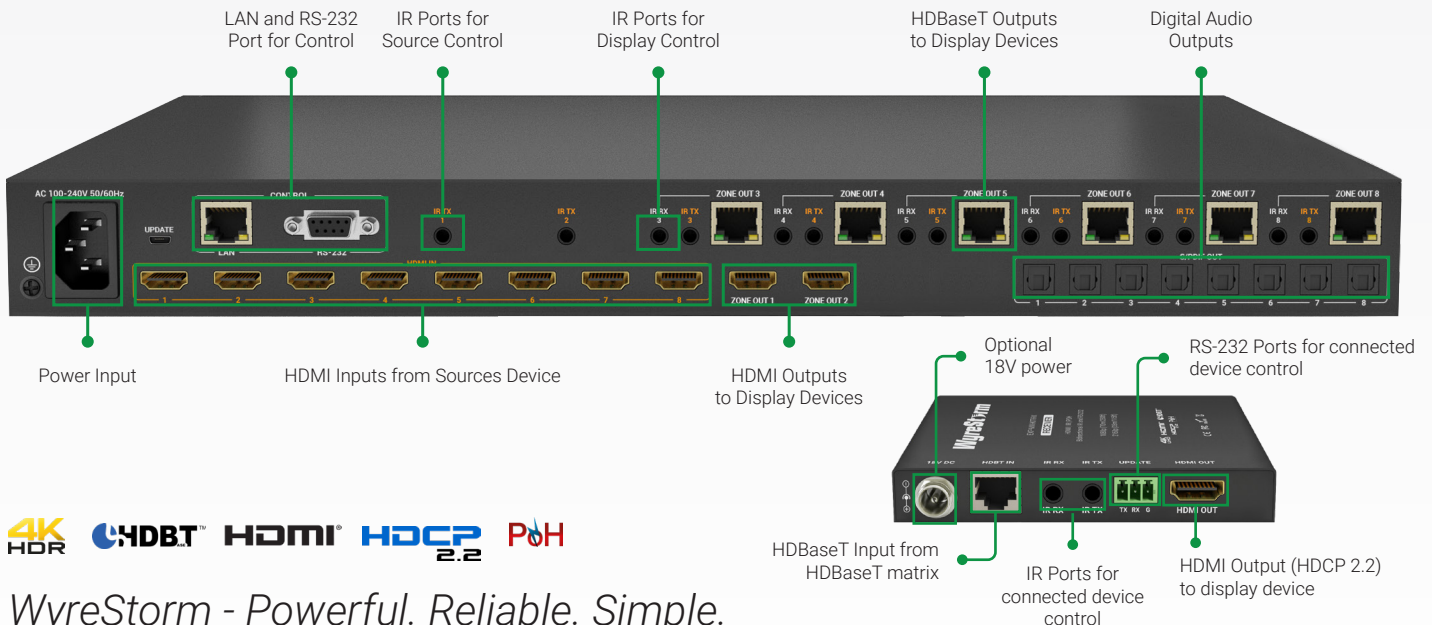 LAN and RS-232
Port for Control
IR Ports for
Source Control
IR Ports for
Display Control
HDBaseT Outputs
to Display Devices
Digital Audio
Outputs
AC 100-240V 50/60Hz
UPDATE
CONTROL
LAN
RS-232
IR TX
1
IR TX
2
IR RX
3
IR TX
3
ZONE OUT 3
IR RX
4
IR TX
4
ZONE OUT 4
IR RX
5
IR TX
5
ZONE OUT 5
IR RX
6
IR TX
6
ZONE OUT 6
IR RX
7
IR TX
7
ZONE OUT 7
IR RX
8
IR TX
8
ZONE OUT 8
HDMI IN
1 2 3 4 5 6 7 8
ZONE OUT 1
ZONE OUT 2
S/PDIF OUT
1 2 3 4 5 6 7 8
Power Input
HDMI Inputs from Sources Device
HDMI Outputs
to Display Devices
Optional
18V power
RS-232 Ports for connected
device control
WyreStorm
RECEIVER
18V DC
HDBT IN
IR RX
IR TX
UPDATE
HDMI OUT
IR RX
IR TX
TX RX G
HDMI OUT
HDBaseT Input from
HDBaseT matrix
IR Ports for
connected device
control
HDMI Output (HDCP 2.2)
to display device
4K
HDR
HDBT™
HDMI®
HDCP
2.2
PoH
WyreStorm - Powerful. Reliable. Simple.